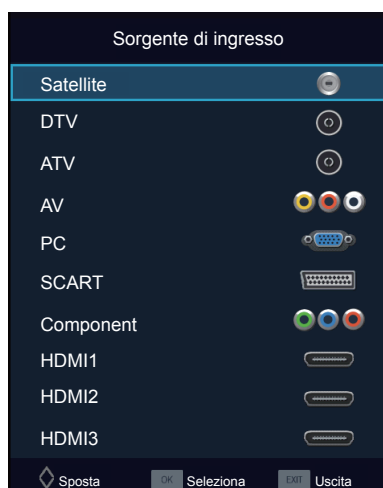 Sorgente di ingresso
Satellite
DTV
ATV
AV
PC
SCART
Component
HDMI1
HDMI2
HDMI3
Sposta OK Seleziona EXIT Uscita